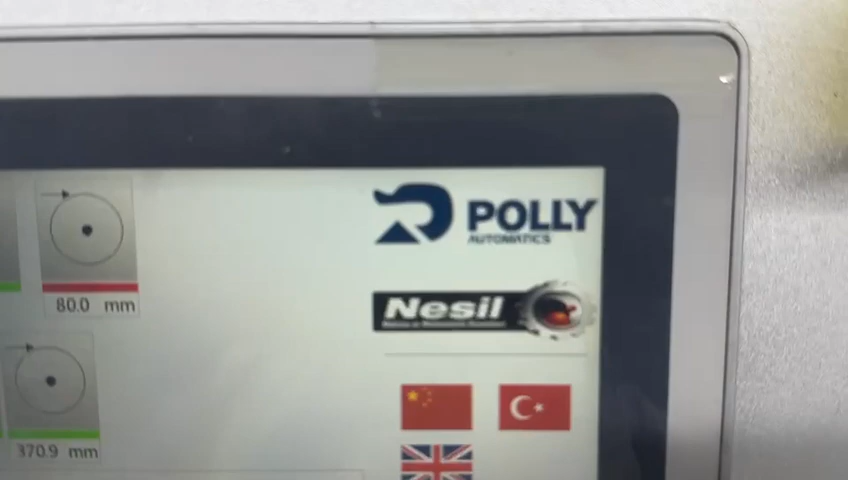 POLLY
AUTOMATICS
Nesil
80.0 mm
370.9 mm